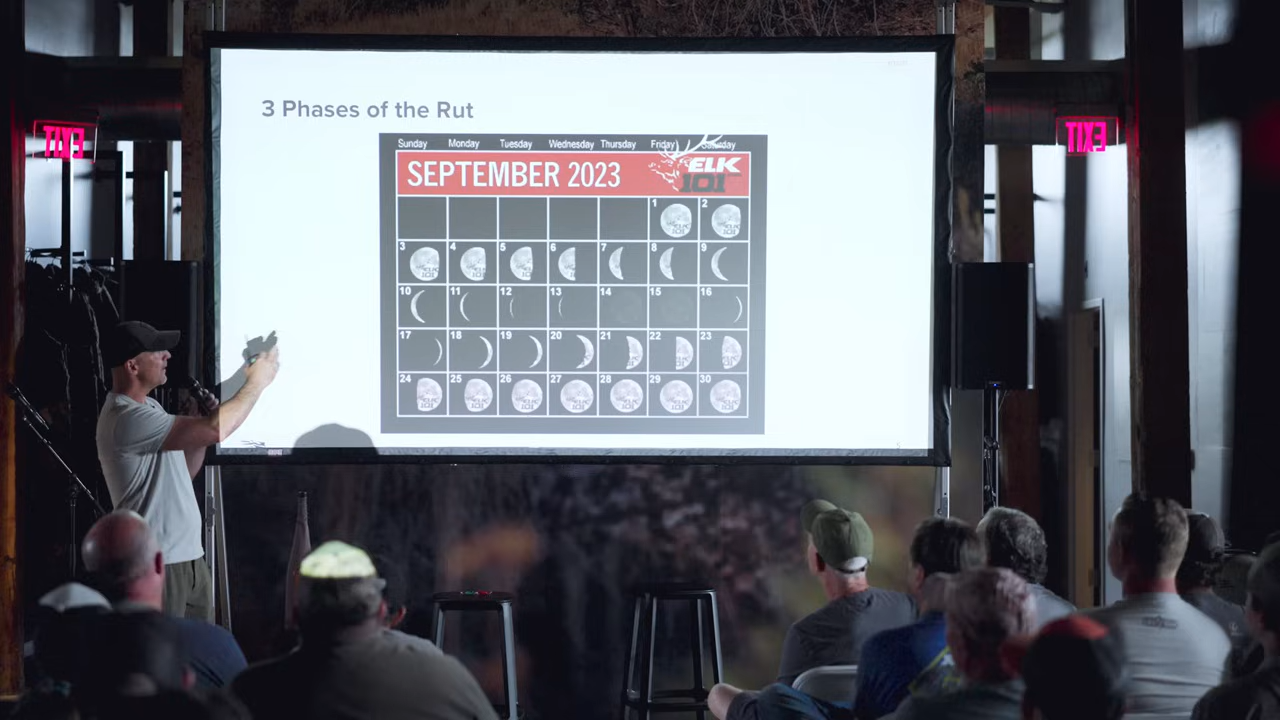 3 Phases of the Rut
Sunday Monday Tuesday Wednesday Thursday Friday Saturday
SEPTEMBER 2023 ELK 101
1 2
3 4 5 6 7 8 9
10 11 12 13 14 15 16
17 18 19 20 21 22 23
24 25 26 27 28 29 30
EXIT
EXIT